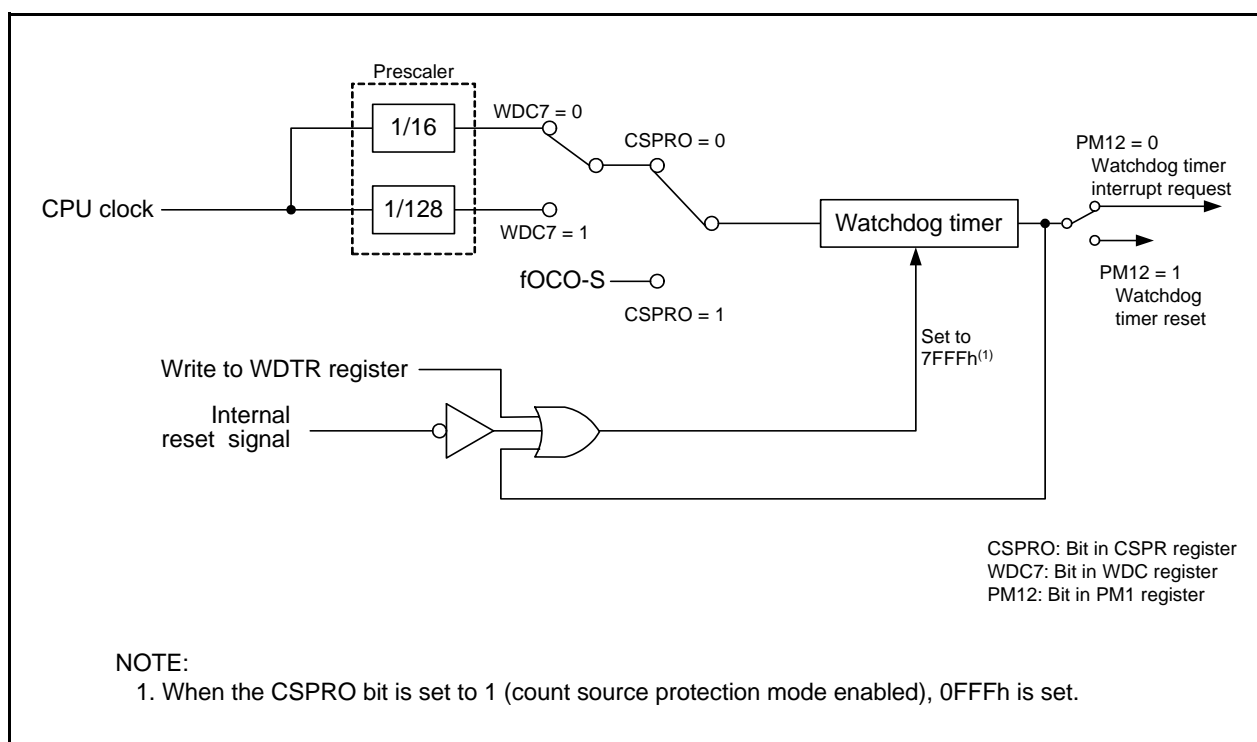 Prescaler
1/16
WDC7 = 0
CSPRO = 0
PM12 = 0
Watchdog timer
interrupt request
CPU clock
1/128
WDC7 = 1
Watchdog timer
fOCO-S
CSPRO = 1
PM12 = 1
Watchdog
timer reset
Set to
7FFFh(1)
Write to WDTR register
Internal
reset signal
CSPRO: Bit in CSPR register
WDC7: Bit in WDC register
PM12: Bit in PM1 register
NOTE:
1. When the CSPRO bit is set to 1 (count source protection mode enabled), 0FFFh is set.